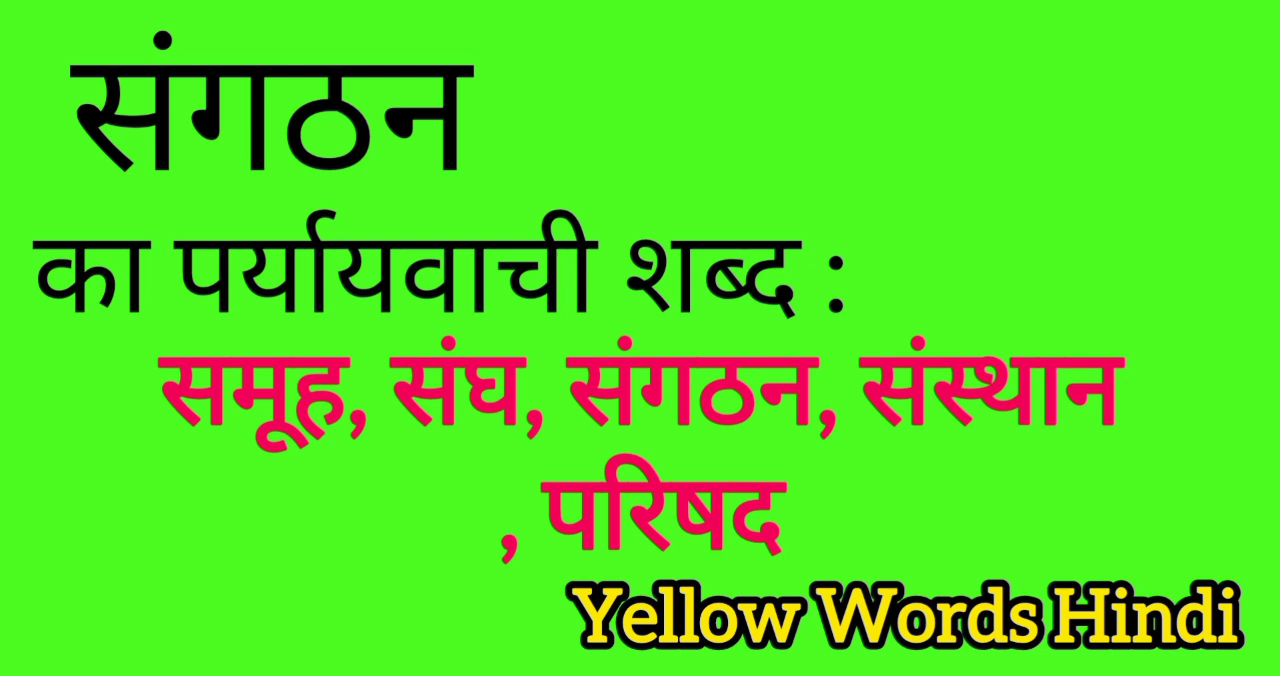 संगठन
का पर्यायवाची शब्द :
समूह, संघ, संगठन, संस्थान
, परिषद
Yellow Words Hindi